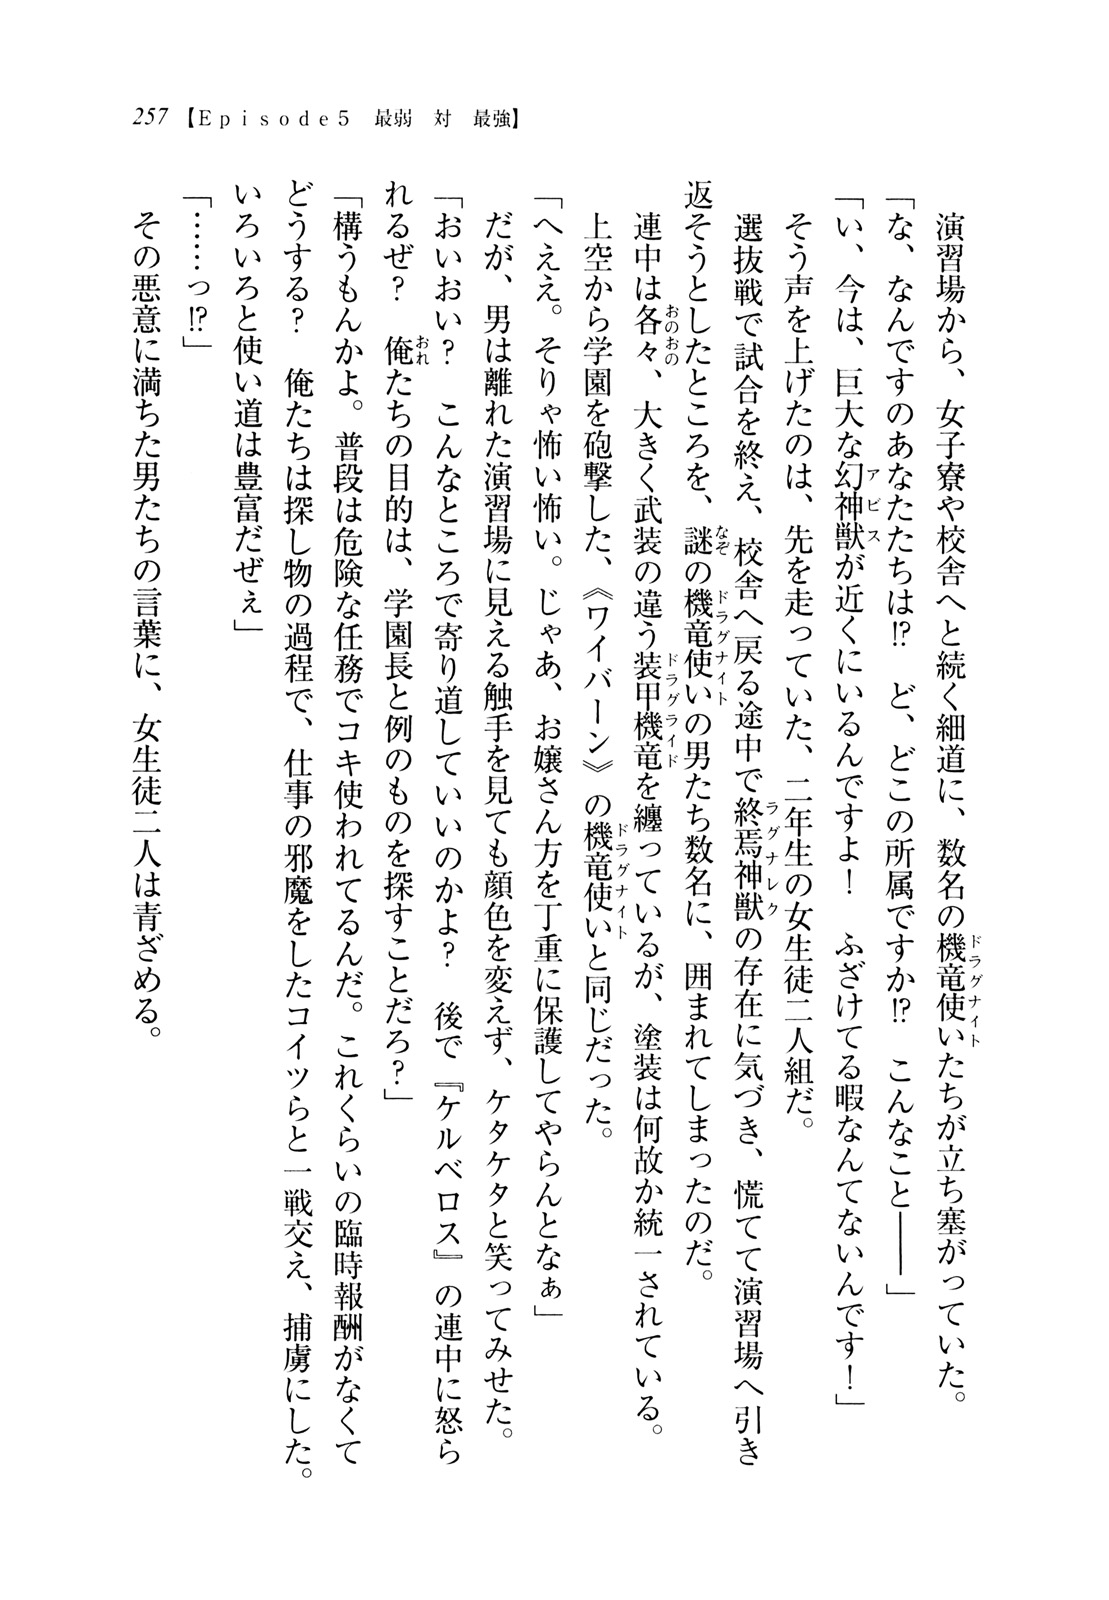 257 【Episode5 最弱 対 最強】
演習場から、女子寮や校舎へと続く細道に、数名の機竜使いたちが立ち塞がっていた。
「な、なんですのあなたたちは!? ど、どこの所属ですか!? こんなこと――」
「い、今は、巨大な幻神獣が近くにいるんですよ! ふざけてる暇なんてないんです!」
そう声を上げたのは、先を走っていた、二年生の女生徒二人組だ。
選抜戦で試合を終え、校舎へ戻る途中で終焉神獣の存在に気づき、慌てて演習場へ引き
返そうとしたところを、謎の機竜使いの男たち数名に、囲まれてしまったのだ。
連中は各々、大きく武装の違う装甲機竜を纏っているが、塗装は何故か統一されている。
上空から学園を砲撃した、《ワイバーン》の機竜使いと同じだった。
「へええ。そりゃ怖い怖い。じゃあ、お嬢さん方を丁重に保護してやらんとなぁ」
だが、男は離れた演習場に見える触手を見ても顔色を変えず、ケタケタと笑ってみせた。
「おいおい? こんなところで寄り道していいのかよ? 後で『ケルベロス』の連中に怒ら
れるぜ? 俺たちの目的は、学園長と例のものを探すことだろ?」
「構うもんかよ。普段は危険な任務でコキ使われてるんだ。これくらいの臨時報酬がなくて
どうする? 俺たちは探し物の過程で、仕事の邪魔をしたコイツらと一戦交え、捕虜にした。
いろいろと使い道は豊富だぜぇ」
「……っ!?」
その悪意に満ちた男たちの言葉に、女生徒二人は青ざめる。